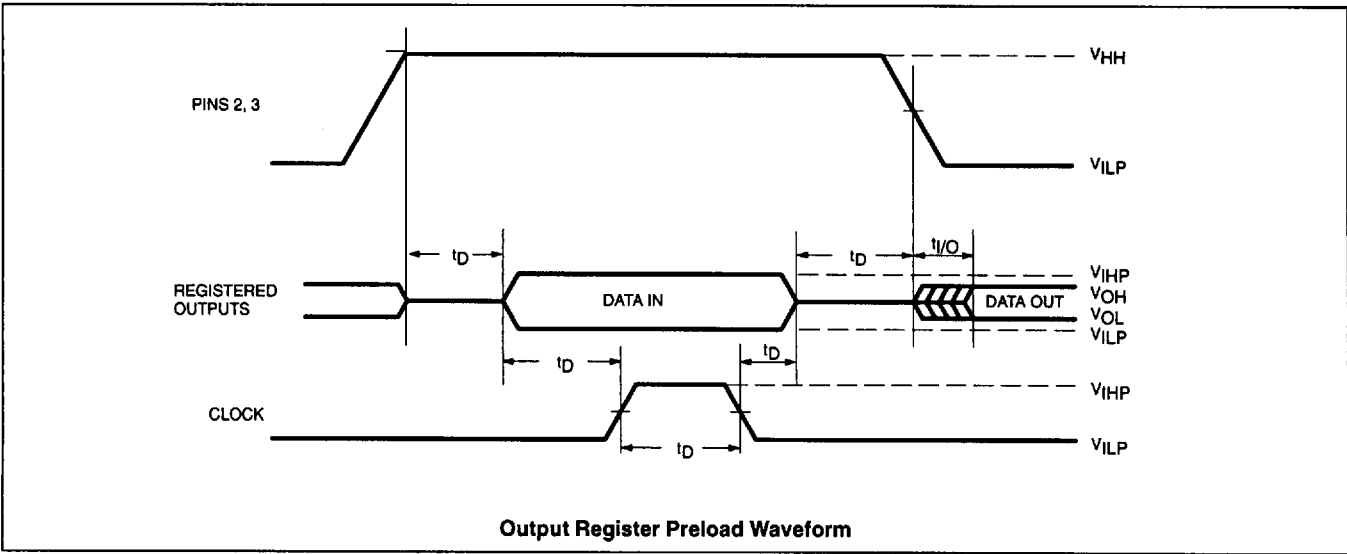 VHH
PINS 2, 3
VILP
tD
tD
tI/O
VIHP
REGISTERED
OUTPUTS
DATA IN
DATA OUT
VOH
VOL
VILP
tD
tD
VIHP
CLOCK
tD
VILP
Output Register Preload Waveform